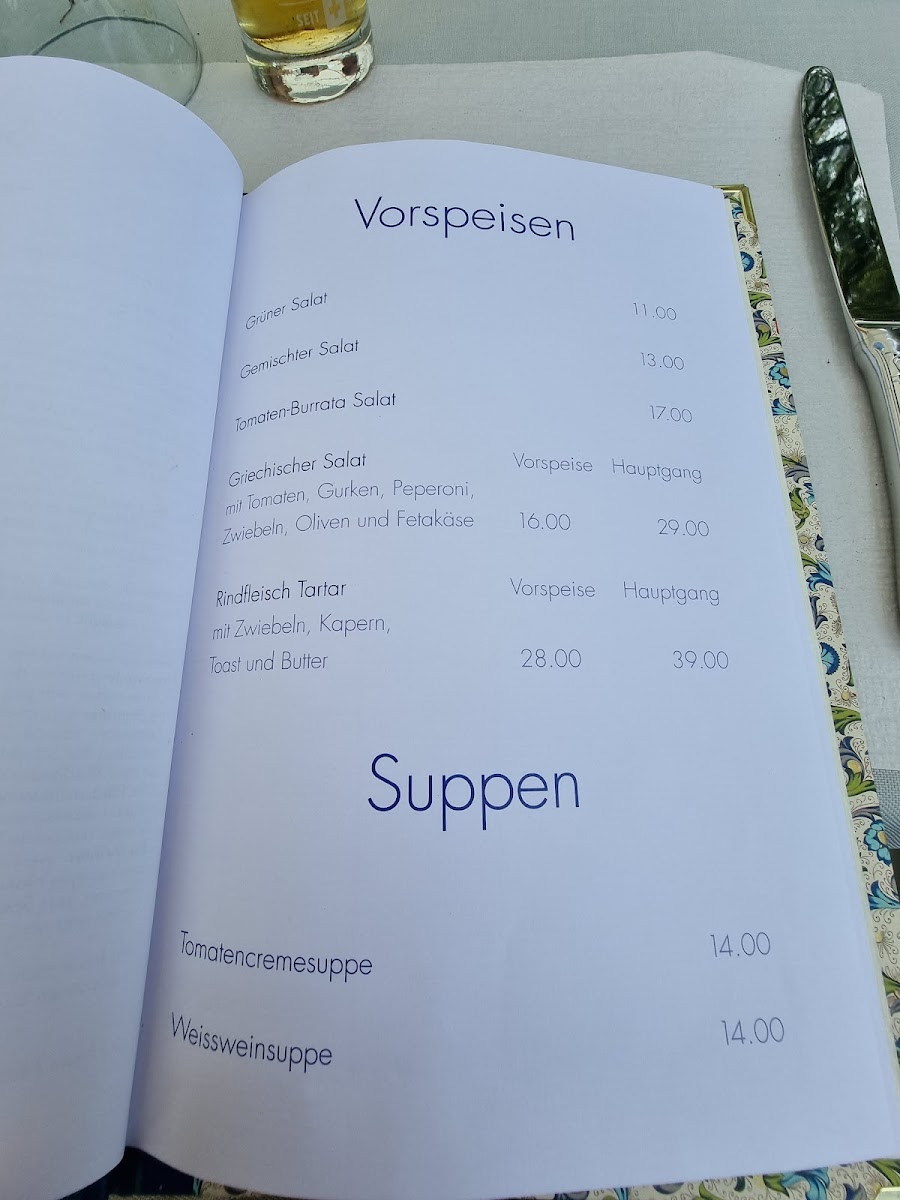 SEIT
Vorspeisen
Grüner Salat 11.00
Gemischter Salat 13.00
Tomaten-Burrata Salat 17.00
Griechischer Salat Vorspeise Hauptgang
mit Tomaten, Gurken, Peperoni,
Zwiebeln, Oliven und Fetakäse 16.00 29.00
Rindfleisch Tartar Vorspeise Hauptgang
mit Zwiebeln, Kapern,
Toast und Butter 28.00 39.00
Suppen
Tomatencremesuppe 14.00
Weissweinsuppe 14.00